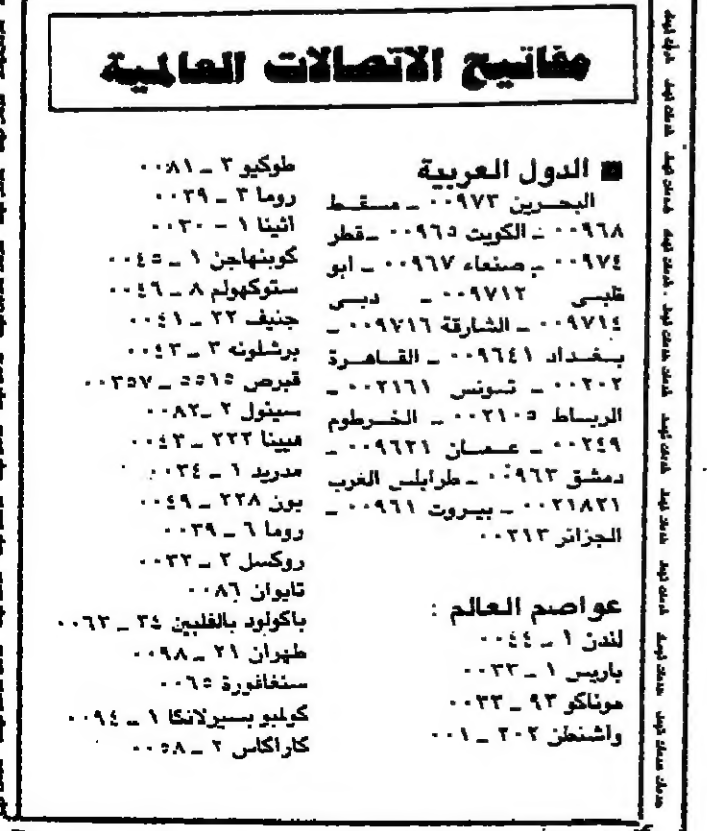 مفاتيح الاتصالات العالمية
الدول العربية
البحرين ٠٠٩٧٣ ـ مسقط
٠٠٩٦٨ ـ الكويت ٠٠٩٦٥ ـ قطر
٠٠٩٧٤ ـ صنعاء ٠٠٩٦٧ ـ ابو
ظبي ٠٠٩٧١٢ ـ دبي
٠٠٩٧١٤ ـ الشارقة ٠٠٩٧١٦ ـ
بغداد ٠٠٩٦٤١ ـ القاهرة
٠٠٢٠٢ ـ تونس ٠٠٢١٦١ ـ
الرباط ٠٠٢١٠٥ ـ الخرطوم
٠٠٢٤٩ ـ عمان ٠٠٩٦٢١ ـ
دمشق ٠٠٩٦٣ ـ طرابلس الغرب
٠٠٢١٨٢١ ـ بيروت ٠٠٩٦١ ـ
الجزائر ٠٠٢١٣
عواصم العالم :
لندن ١ ـ ٠٠٤٤
باريس ١ ـ ٠٠٣٣
موناكو ٩٣ ـ ٠٠٣٣
واشنطن ٢٠٢ ـ ٠٠١
طوكيو ٣ ـ ٠٠٨١
روما ٣ ـ ٠٠٣٩
اثينا ١ ـ ٠٠٣٠
كوبنهاجن ١ ـ ٠٠٤٥
ستوكهولم ٨ ـ ٠٠٤٦
جنيف ٢٢ ـ ٠٠٤١
برشلونه ٣ ـ ٠٠٤٣
قبرص ٥٥٦٥ ـ ٠٠٣٥٧
سيئول ٢ ـ ٠٠٨٢
فيينا ٢٢٢ ـ ٠٠٤٣
مدريد ٦ ـ ٠٠٣٤
بون ٢٢٨ ـ ٠٠٤٩
روما ٦ ـ ٠٠٣٩
روكسل ٢ ـ ٠٠٣٢
تايوان ٠٠٨٦
باكولود بالفلبين ٣٤ ـ ٠٠٦٣
طهران ٢١ ـ ٠٠٩٨
سنغافورة ٠٠٦٥
كولمبو بسيرلانكا ١ ـ ٠٠٩٤
كاراكاس ٢ ـ ٠٠٥٨